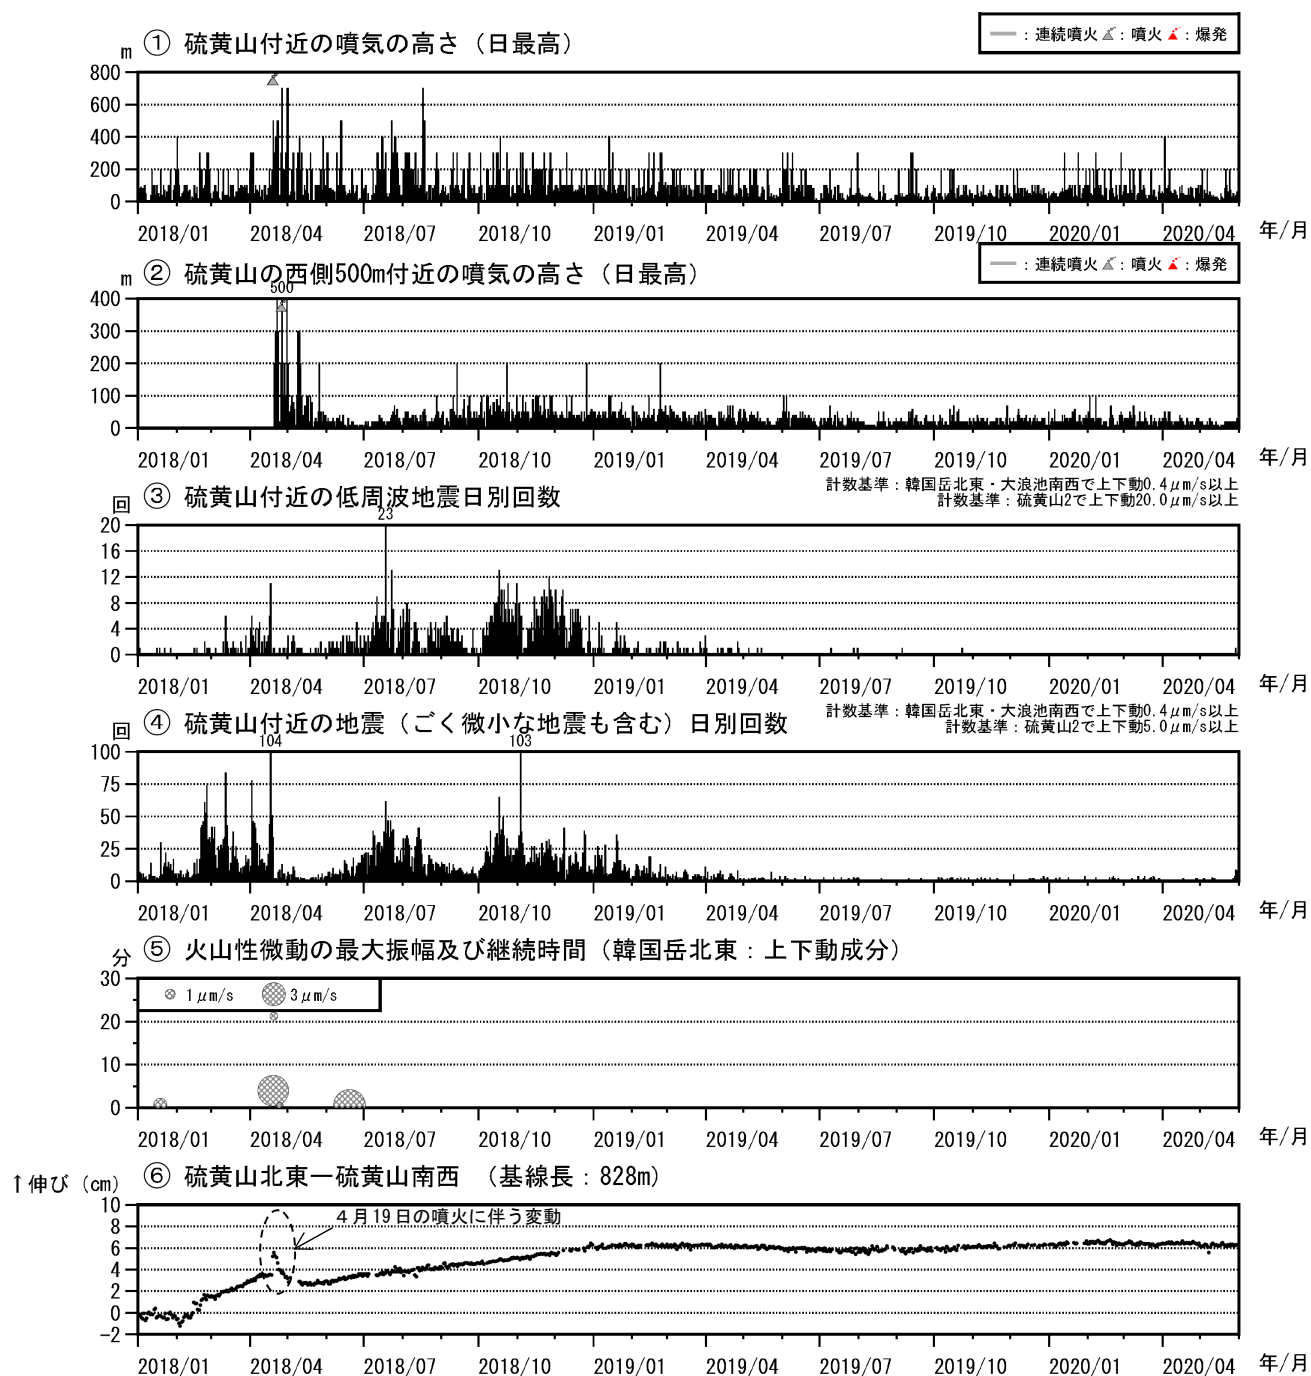 ① 硫黄山付近の噴気の高さ（日最高）
：連続噴火 ：噴火 ：爆発
m
800
600
400
200
0
2018/01 2018/04 2018/07 2018/10 2019/01 2019/04 2019/07 2019/10 2020/01 2020/04 年/月
② 硫黄山の西側500m付近の噴気の高さ（日最高）
：連続噴火 ：噴火 ：爆発
m
500
400
300
200
100
0
2018/01 2018/04 2018/07 2018/10 2019/01 2019/04 2019/07 2019/10 2020/01 2020/04 年/月
③ 硫黄山付近の低周波地震日別回数
計数基準：韓国岳北東・大浪池南西で上下動0.4μm/s以上
計数基準：硫黄山2で上下動20.0μm/s以上
回
23
20
16
12
8
4
0
2018/01 2018/04 2018/07 2018/10 2019/01 2019/04 2019/07 2019/10 2020/01 2020/04 年/月
④ 硫黄山付近の地震（ごく微小な地震も含む）日別回数
計数基準：韓国岳北東・大浪池南西で上下動0.4μm/s以上
計数基準：硫黄山2で上下動5.0μm/s以上
回
104 103
100
75
50
25
0
2018/01 2018/04 2018/07 2018/10 2019/01 2019/04 2019/07 2019/10 2020/01 2020/04 年/月
⑤ 火山性微動の最大振幅及び継続時間（韓国岳北東：上下動成分）
分
30
1μm/s 3μm/s
20
10
0
2018/01 2018/04 2018/07 2018/10 2019/01 2019/04 2019/07 2019/10 2020/01 2020/04 年/月
⑥ 硫黄山北東ー硫黄山南西 （基線長：828m）
↑伸び（cm）
10
4月19日の噴火に伴う変動
8
6
4
2
0
-2
2018/01 2018/04 2018/07 2018/10 2019/01 2019/04 2019/07 2019/10 2020/01 2020/04 年/月